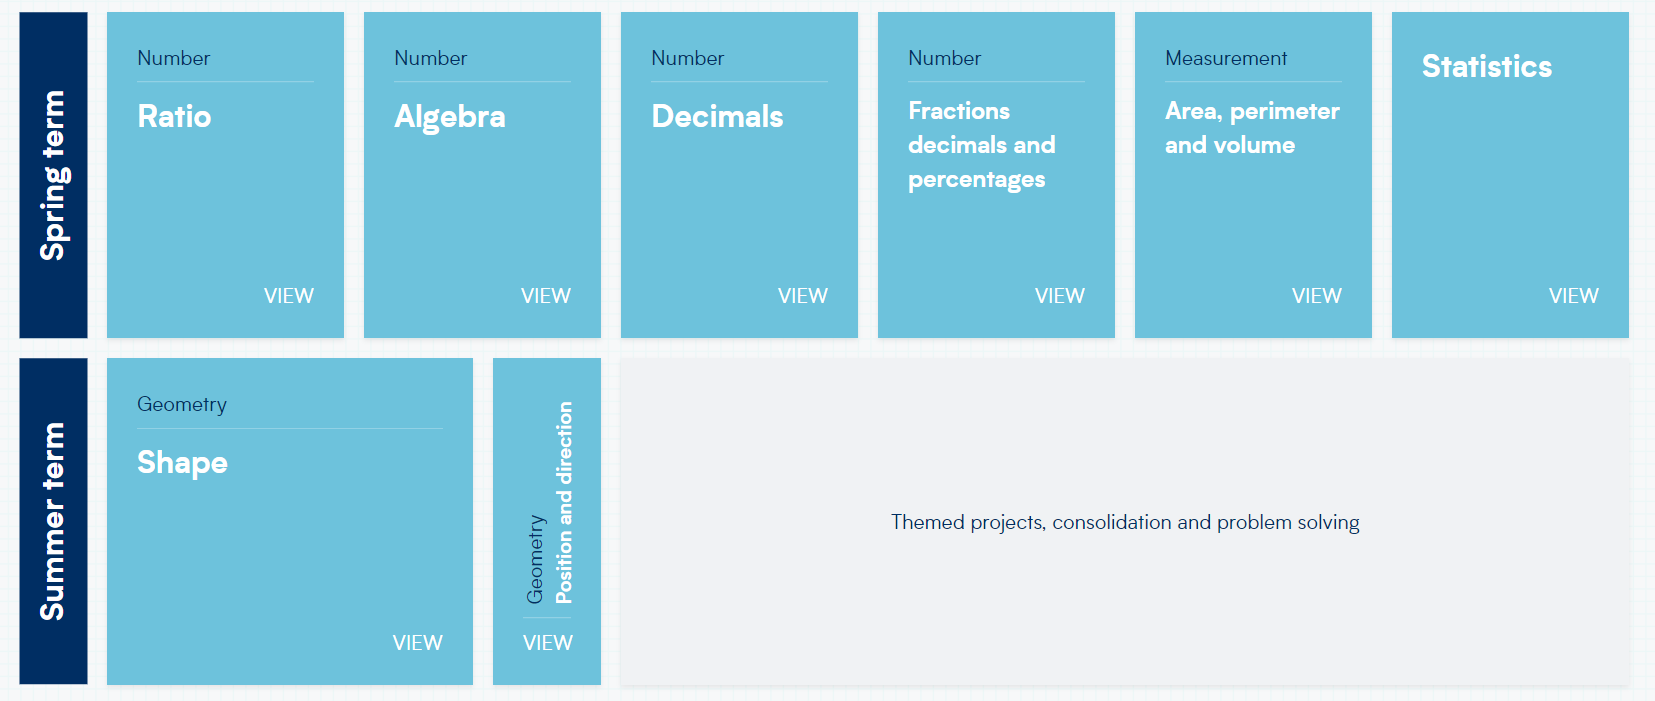 Spring term
Number
Ratio
VIEW
Number
Algebra
VIEW
Number
Decimals
VIEW
Number
Fractions
decimals and
percentages
VIEW
Measurement
Area, perimeter
and volume
VIEW
Statistics
VIEW
Summer term
Geometry
Shape
VIEW
Geometry
Position and direction
VIEW
Themed projects, consolidation and problem solving